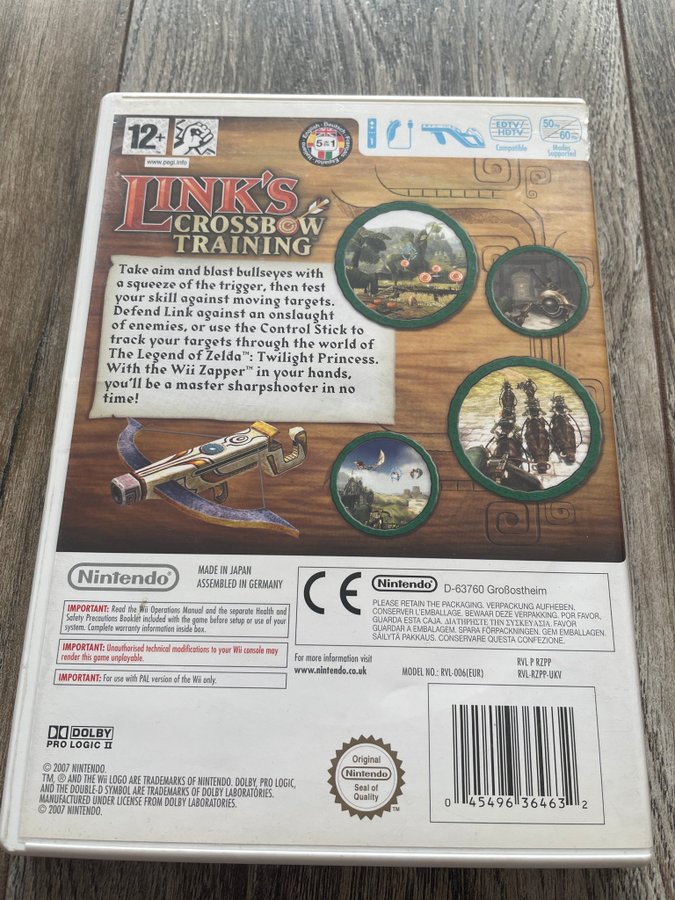 12+
www.pegi.info
English · Deutsch · Français
Español · Italiano
5 in 1
EDTV/
HDTV
Compatible
50Hz
60Hz
Modes
Supported
LINK'S
CROSSBOW
TRAINING
Take aim and blast bullseyes with
a squeeze of the trigger, then test
your skill against moving targets.
Defend Link against an onslaught
of enemies, or use the Control Stick to
track your targets through the world of
The Legend of Zelda™: Twilight Princess.
With the Wii Zapper™ in your hands,
you'll be a master sharpshooter in no
time!
Nintendo®
MADE IN JAPAN
ASSEMBLED IN GERMANY
IMPORTANT: Read the Wii Operations Manual and the separate Health and
Safety Precautions Booklet included with the game before setup or use of your
system. Complete warranty information inside box.
IMPORTANT: Unauthorised technical modifications to your Wii console may
render this game unplayable.
IMPORTANT: For use with PAL version of the Wii only.
CE
Nintendo® D-63760 Großostheim
PLEASE RETAIN THE PACKAGING. VERPACKUNG AUFHEBEN.
CONSERVER L'EMBALLAGE. BEWAAR DEZE VERPAKKING. POR FAVOR,
GUARDA ESTA CAJA. ΔΙΑΤΗΡΗΣΤΕ ΤΗΝ ΣΥΣΚΕΥΑΣΙΑ. FAVOR
GUARDAR A EMBALAGEM. SPARA FÖRPACKNINGEN. GEM EMBALLAGEN.
SÄILYTÄ PAKKAUS. CONSERVARE QUESTA CONFEZIONE.
For more information visit
www.nintendo.co.uk
MODEL NO.: RVL-006(EUR)
RVL P RZPP
RVL-RZPP-UKV
DOLBY
PRO LOGIC II
© 2007 NINTENDO.
TM, ® AND THE Wii LOGO ARE TRADEMARKS OF NINTENDO. DOLBY, PRO LOGIC,
AND THE DOUBLE-D SYMBOL ARE TRADEMARKS OF DOLBY LABORATORIES.
MANUFACTURED UNDER LICENSE FROM DOLBY LABORATORIES.
© 2007 NINTENDO.
Original
Nintendo
Seal of
Quality
TM
0 45496 36463 2